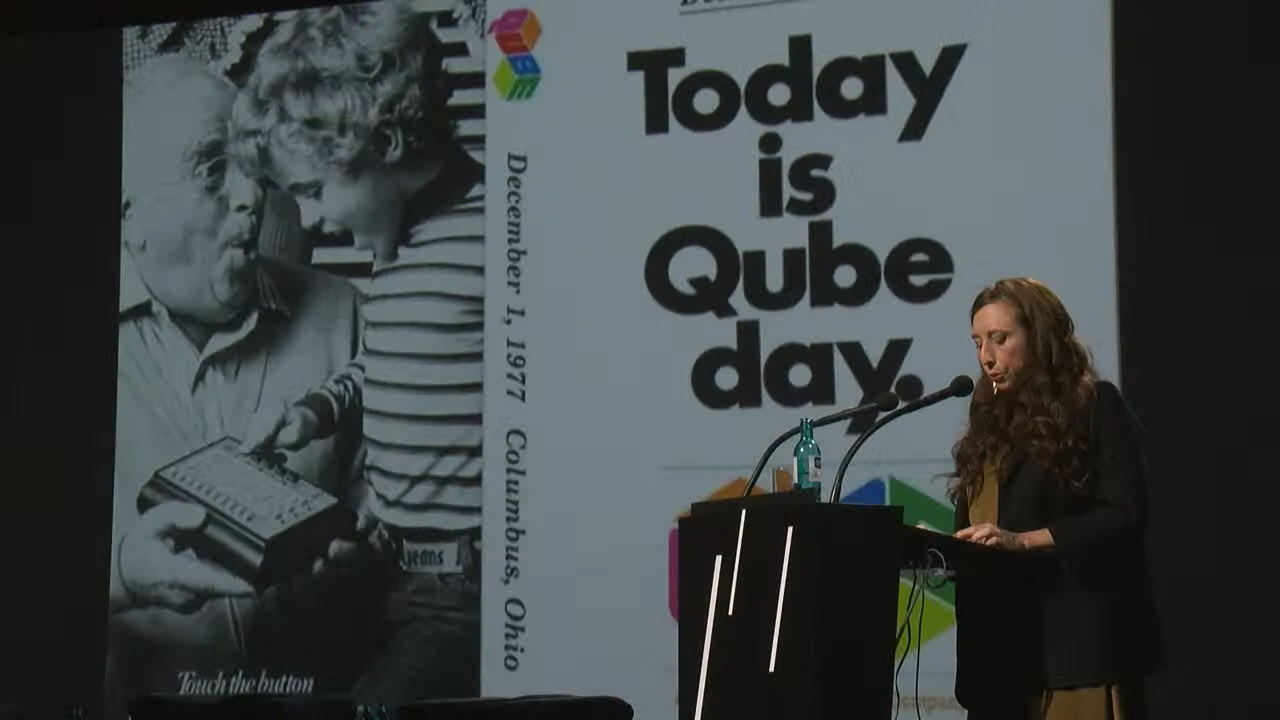 Today
is
Qube
day.
December 1, 1977 Columbus, Ohio
Touch the button
jeans